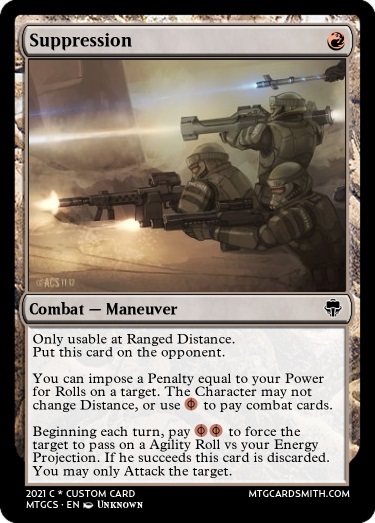 Suppression
©ACS 11 17
Combat — Maneuver
Only usable at Ranged Distance.
Put this card on the opponent.
You can impose a Penalty equal to your Power
for Rolls on a target. The Character may not
change Distance, or use to pay combat cards.
Beginning each turn, pay to force the
target to pass on a Agility Roll vs your Energy
Projection. If he succeeds this card is discarded.
You may only Attack the target.
2021 C * CUSTOM CARD
MTGCARDSMITH.COM
MTGCS • EN Unknown